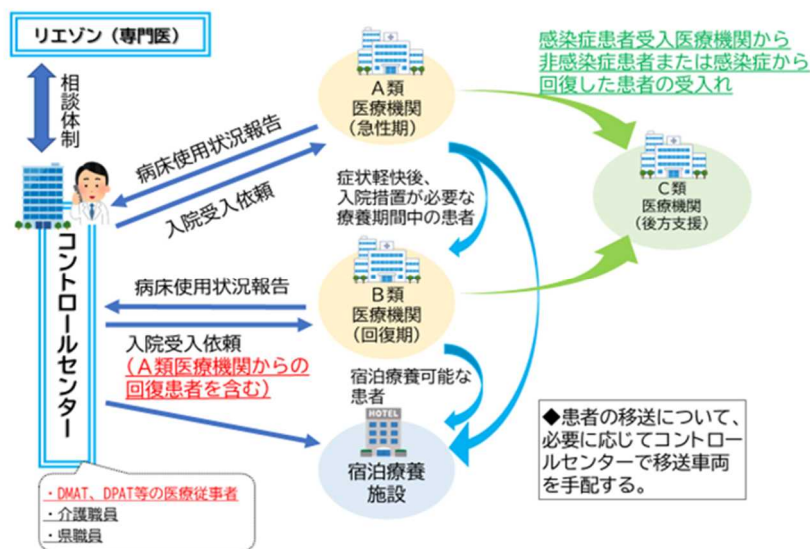 リエゾン（専門医）
相談体制
コントロールセンター
・DMAT、DPAT等の医療従事者
・介護職員
・県職員
病床使用状況報告
入院受入依頼
A類
医療機関
（急性期）
症状軽快後、
入院措置が必要な
療養期間中の患者
病床使用状況報告
入院受入依頼
（A類医療機関からの
回復患者を含む）
B類
医療機関
（回復期）
宿泊療養可能な
患者
HOTEL
宿泊療養
施設
感染症患者受入医療機関から
非感染症患者または感染症から
回復した患者の受入れ
C類
医療機関
（後方支援）
◆患者の移送について、
必要に応じてコントロー
ルセンターで移送車両
を手配する。